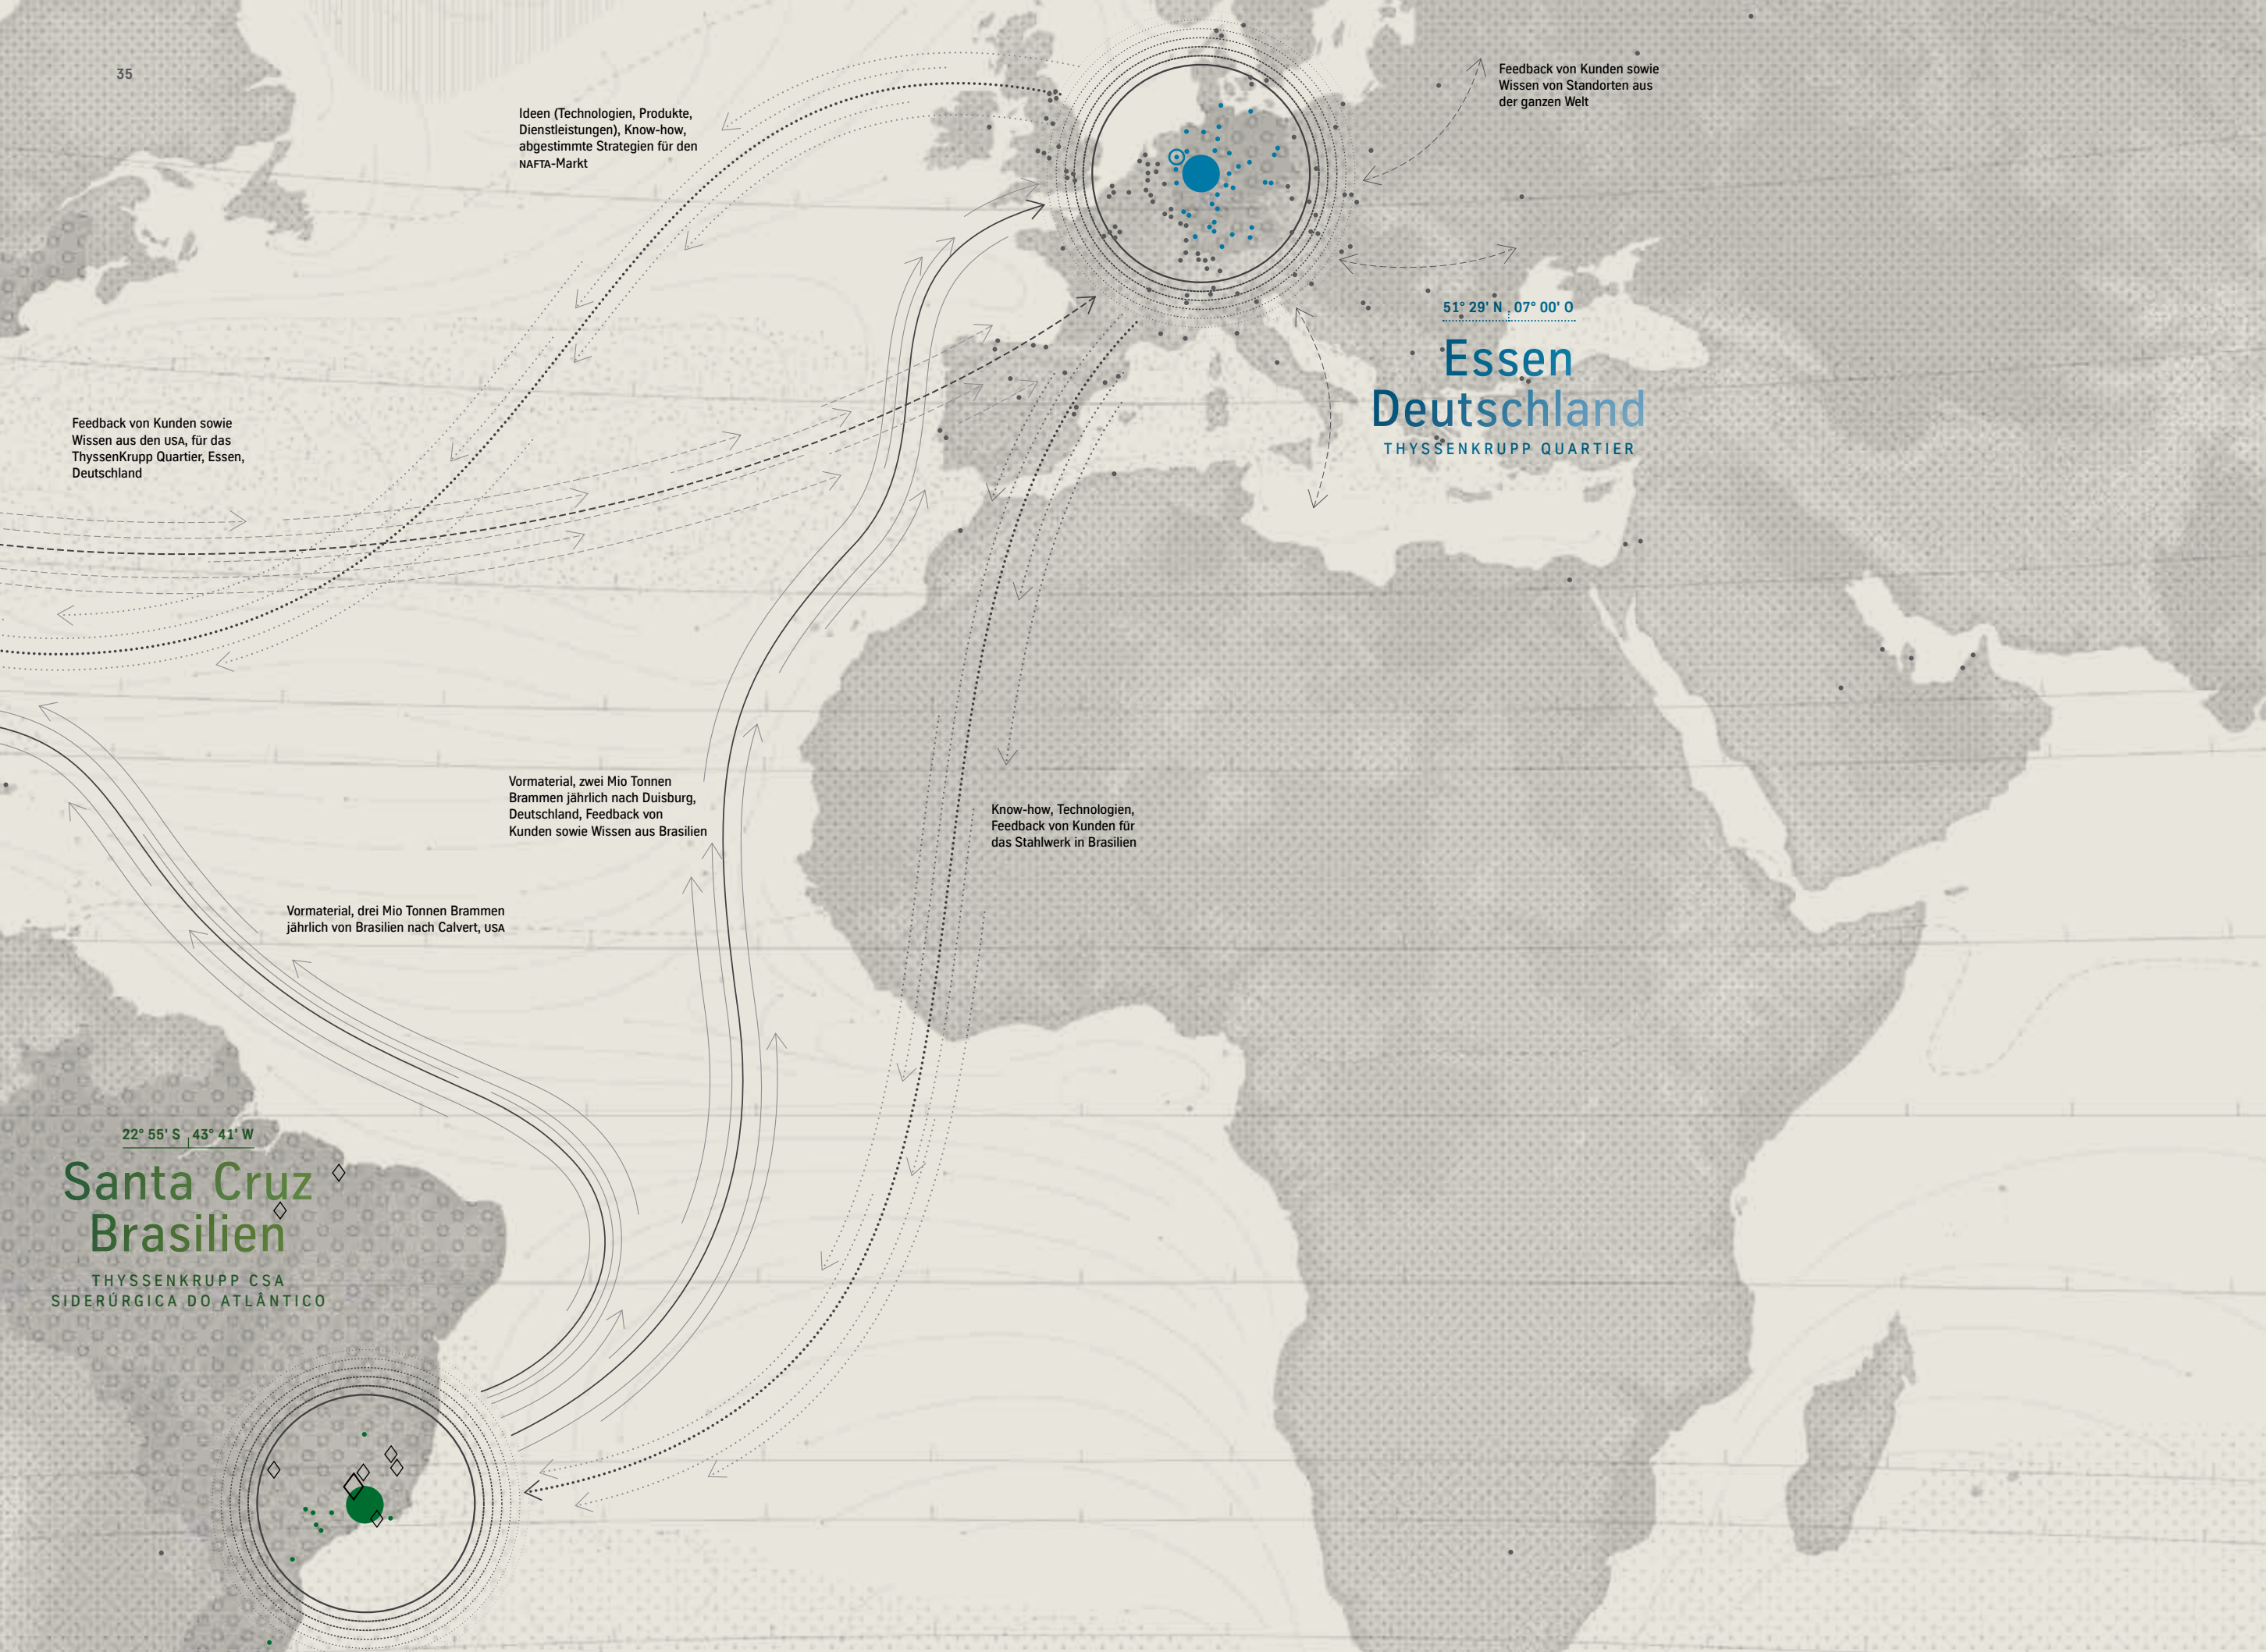 35
Ideen (Technologien, Produkte,
Dienstleistungen), Know-how,
abgestimmte Strategien für den
NAFTA-Markt
Feedback von Kunden sowie
Wissen von Standorten aus
der ganzen Welt
51° 29' N 07° 00' O
Essen
Deutschland
THYSSENKRUPP QUARTIER
Feedback von Kunden sowie
Wissen aus den USA, für das
ThyssenKrupp Quartier, Essen,
Deutschland
Vormaterial, zwei Mio Tonnen
Brammen jährlich nach Duisburg,
Deutschland, Feedback von
Kunden sowie Wissen aus Brasilien
Know-how, Technologien,
Feedback von Kunden für
das Stahlwerk in Brasilien
Vormaterial, drei Mio Tonnen Brammen
jährlich von Brasilien nach Calvert, USA
22° 55' S 43° 41' W
Santa Cruz
Brasilien
THYSSENKRUPP CSA
SIDERÚRGICA DO ATLÂNTICO